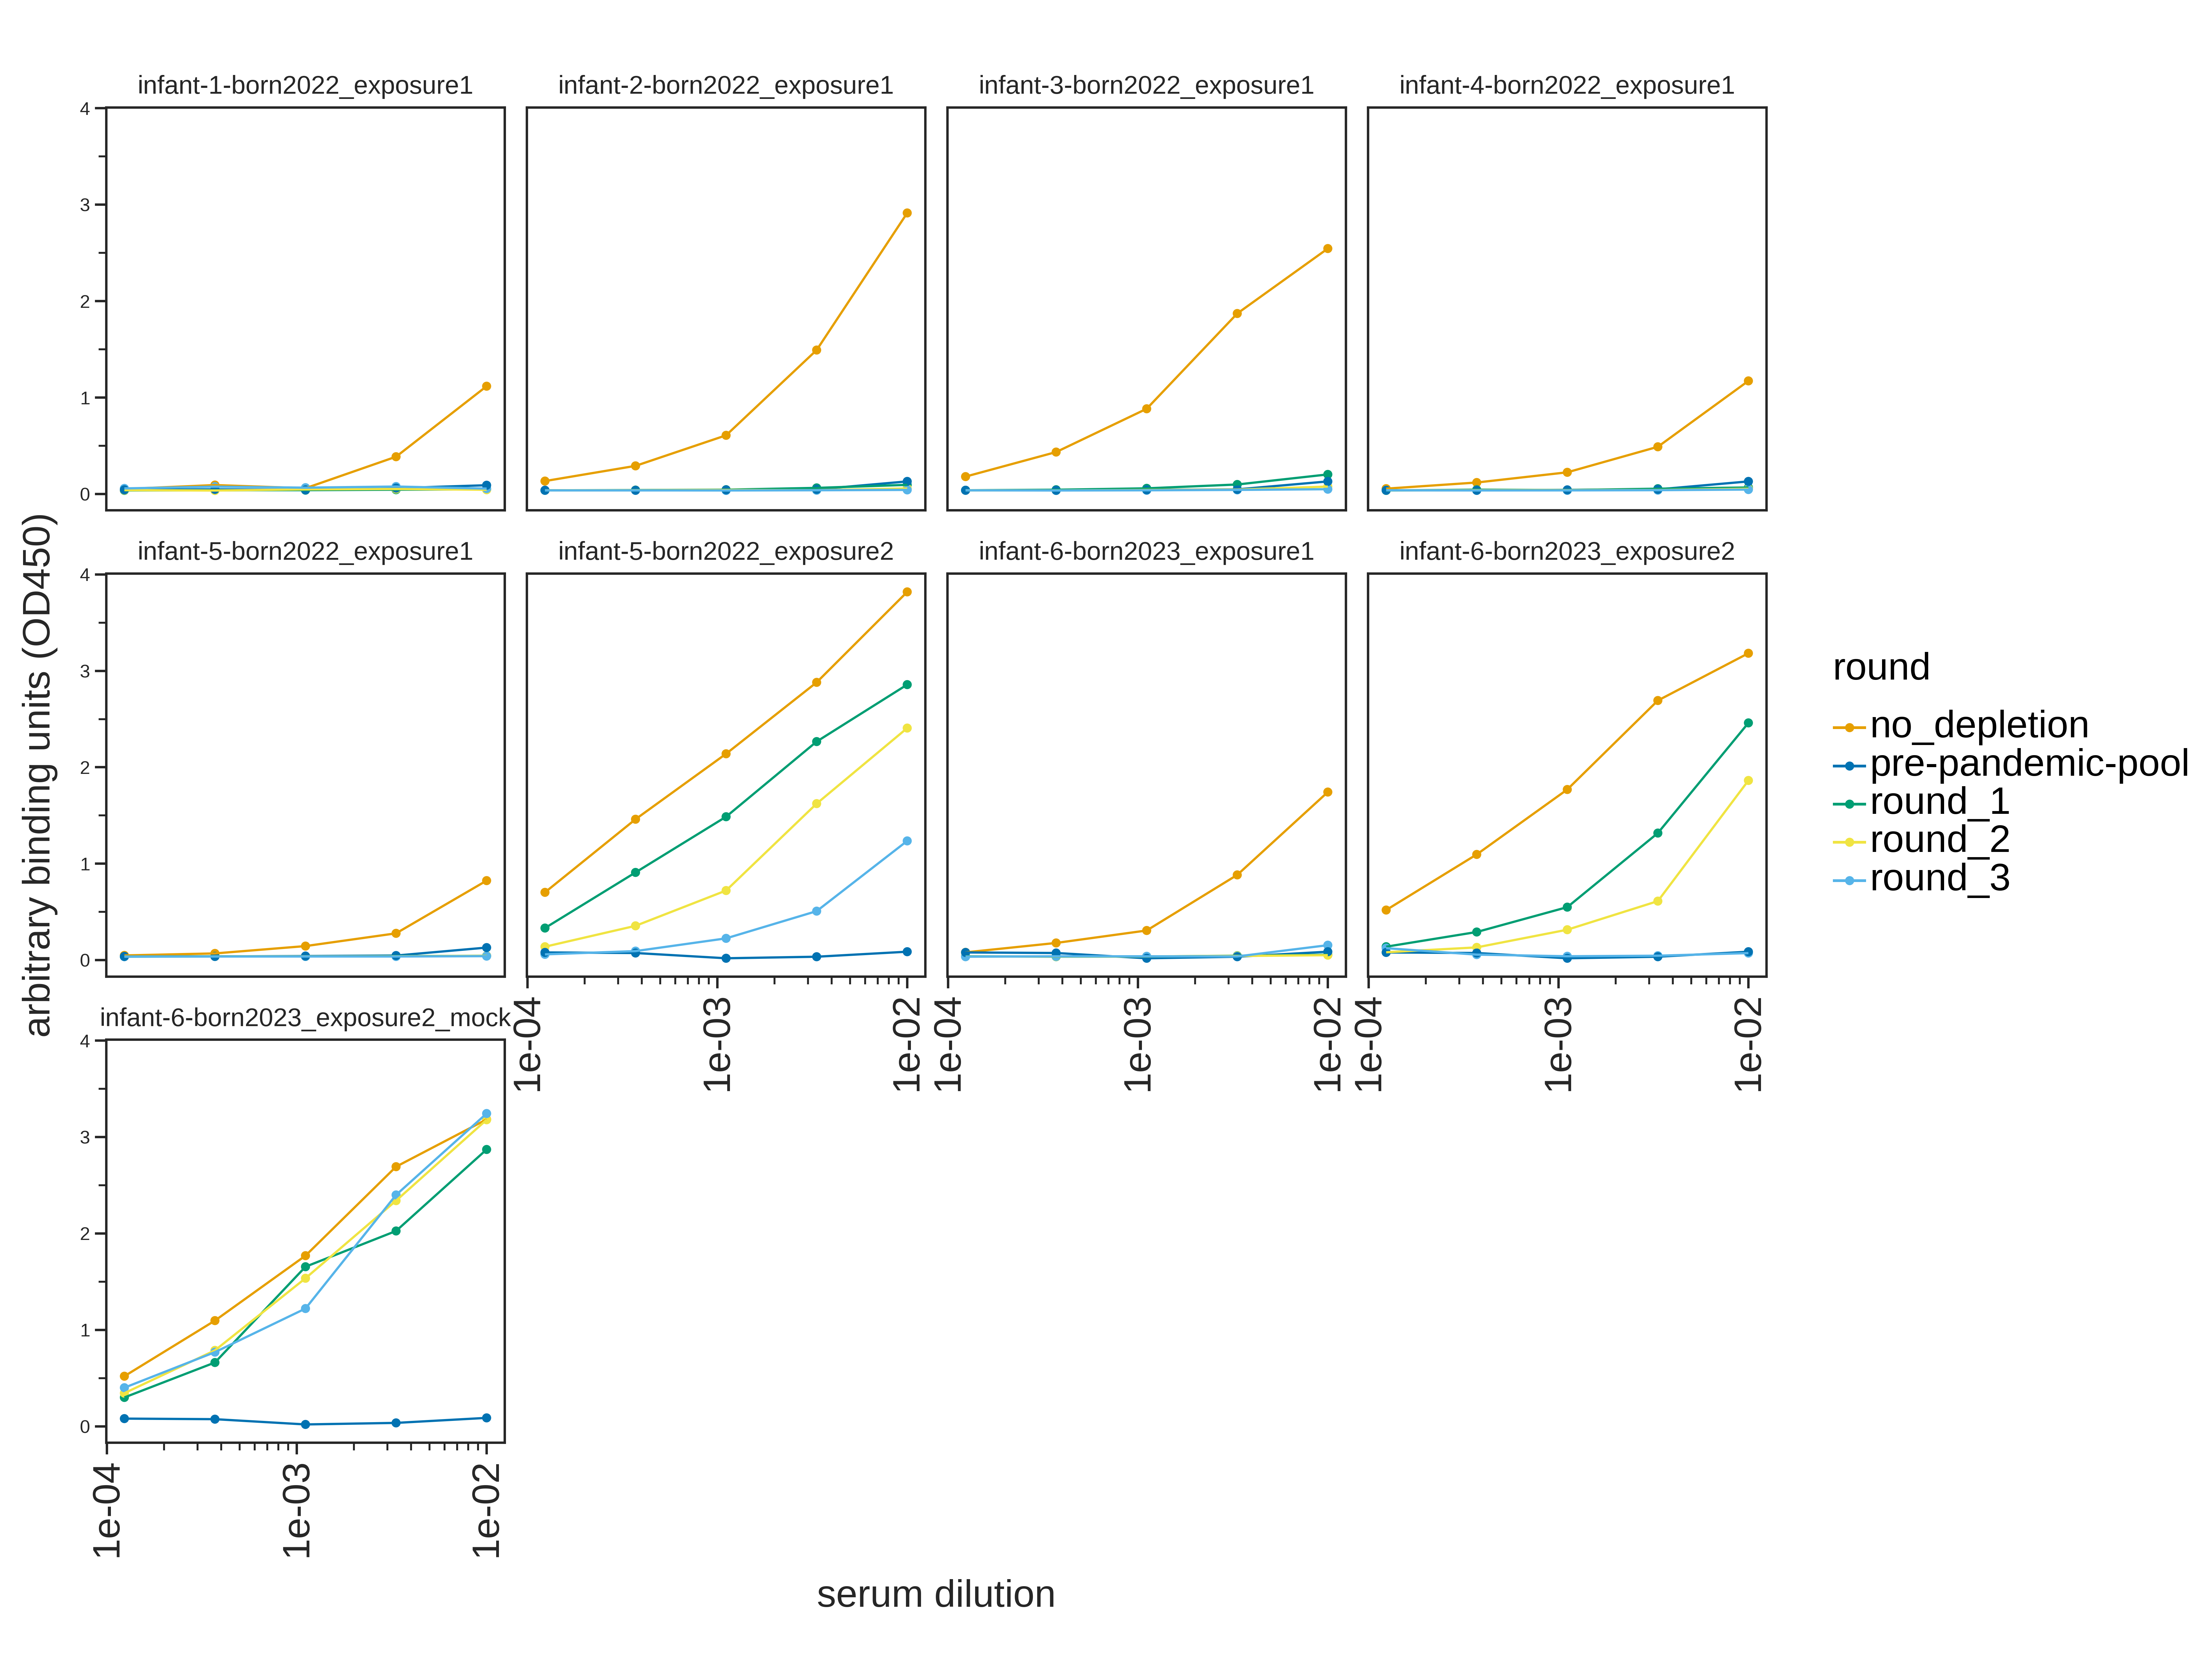 infant-1-born2022_exposure1
infant-2-born2022_exposure1
infant-3-born2022_exposure1
infant-4-born2022_exposure1
4
3
2
1
0
infant-5-born2022_exposure1
infant-5-born2022_exposure2
infant-6-born2023_exposure1
infant-6-born2023_exposure2
4
3
2
1
0
1e-04
1e-03
1e-02
1e-04
1e-03
1e-02
1e-04
1e-03
1e-02
infant-6-born2023_exposure2_mock
4
3
2
1
0
1e-04
1e-03
1e-02
arbitrary binding units (OD450)
serum dilution
round
no_depletion
pre-pandemic-pool
round_1
round_2
round_3